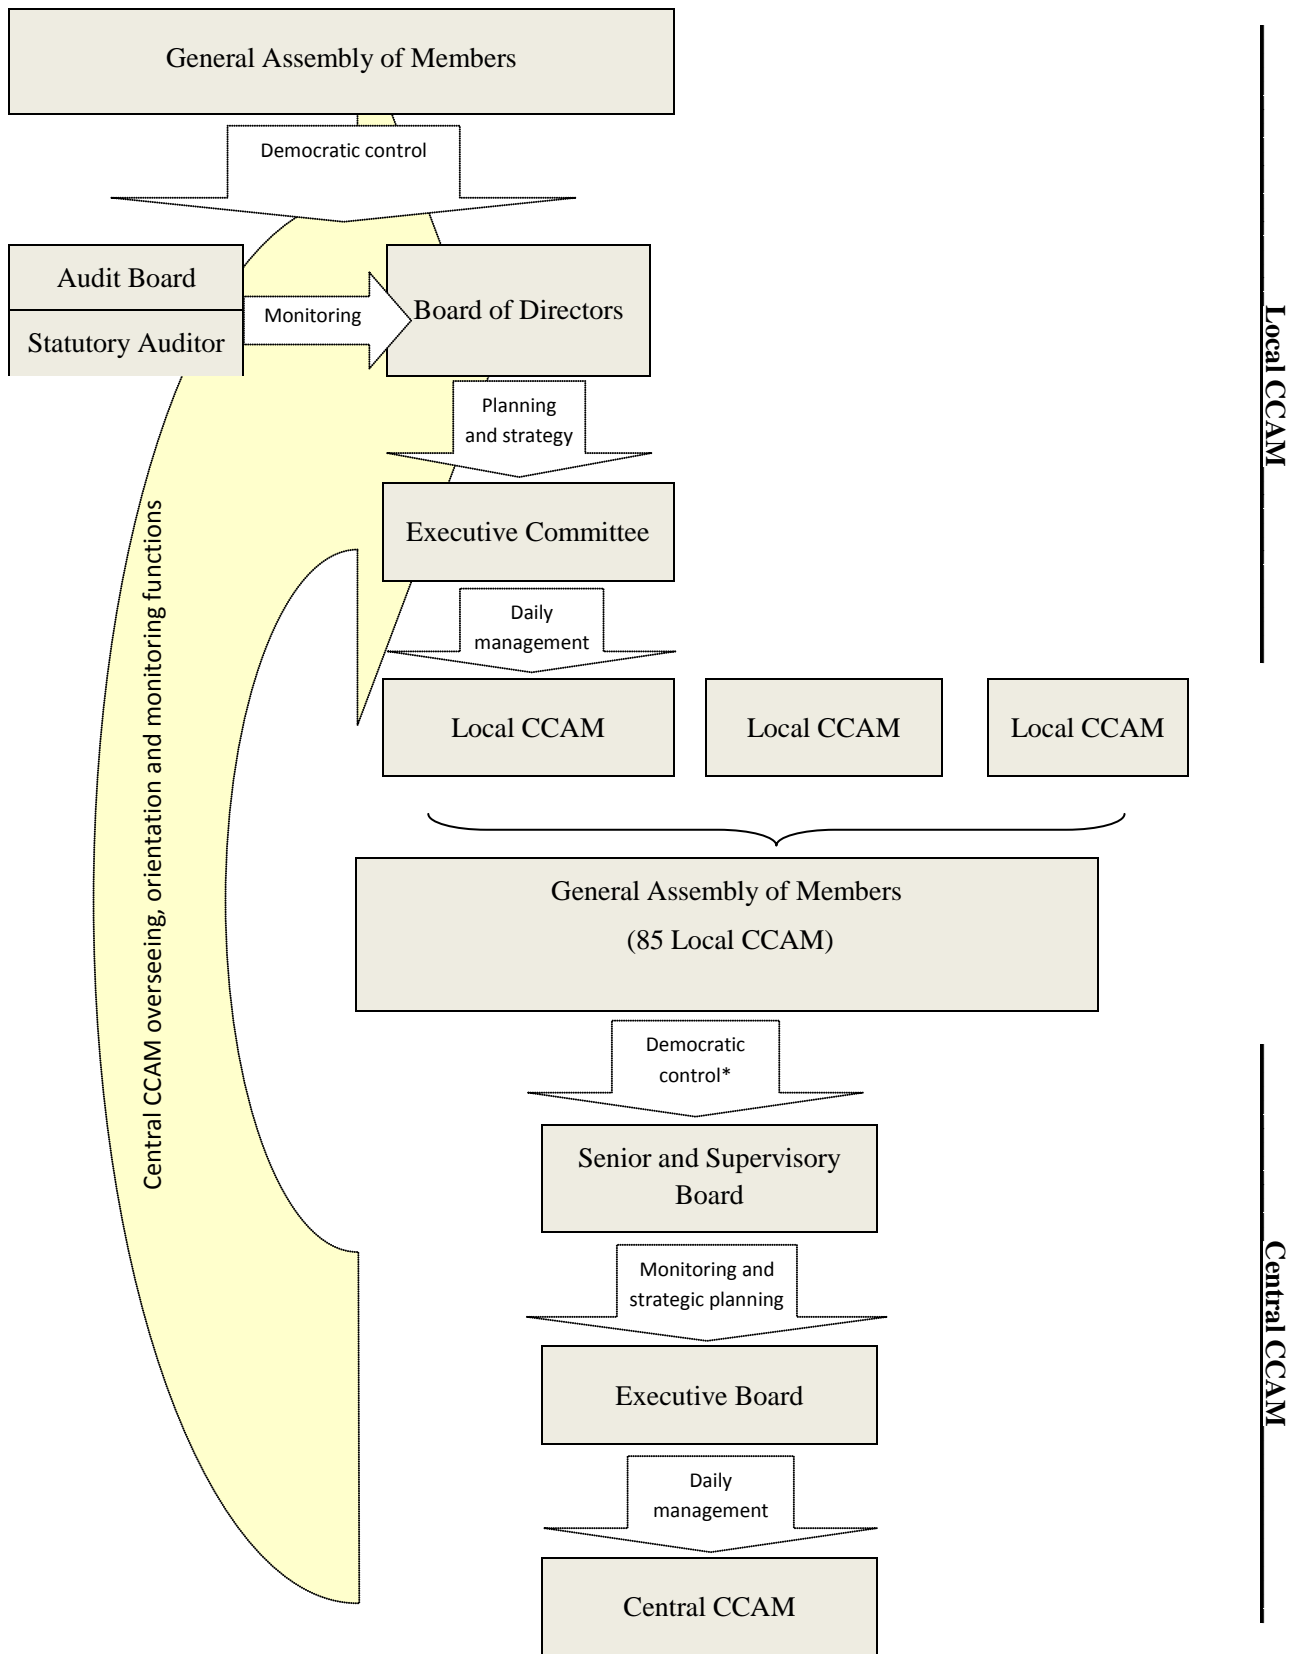 General Assembly of Members
Democratic control
Audit Board
Statutory Auditor
Monitoring
Board of Directors
Planning
and strategy
Executive Committee
Daily
management
Local CCAM
Local CCAM
Local CCAM
Local CCAM
Central CCAM overseeing, orientation and monitoring functions
General Assembly of Members
(85 Local CCAM)
Democratic
control*
Senior and Supervisory
Board
Monitoring and
strategic planning
Executive Board
Daily
management
Central CCAM
Central CCAM